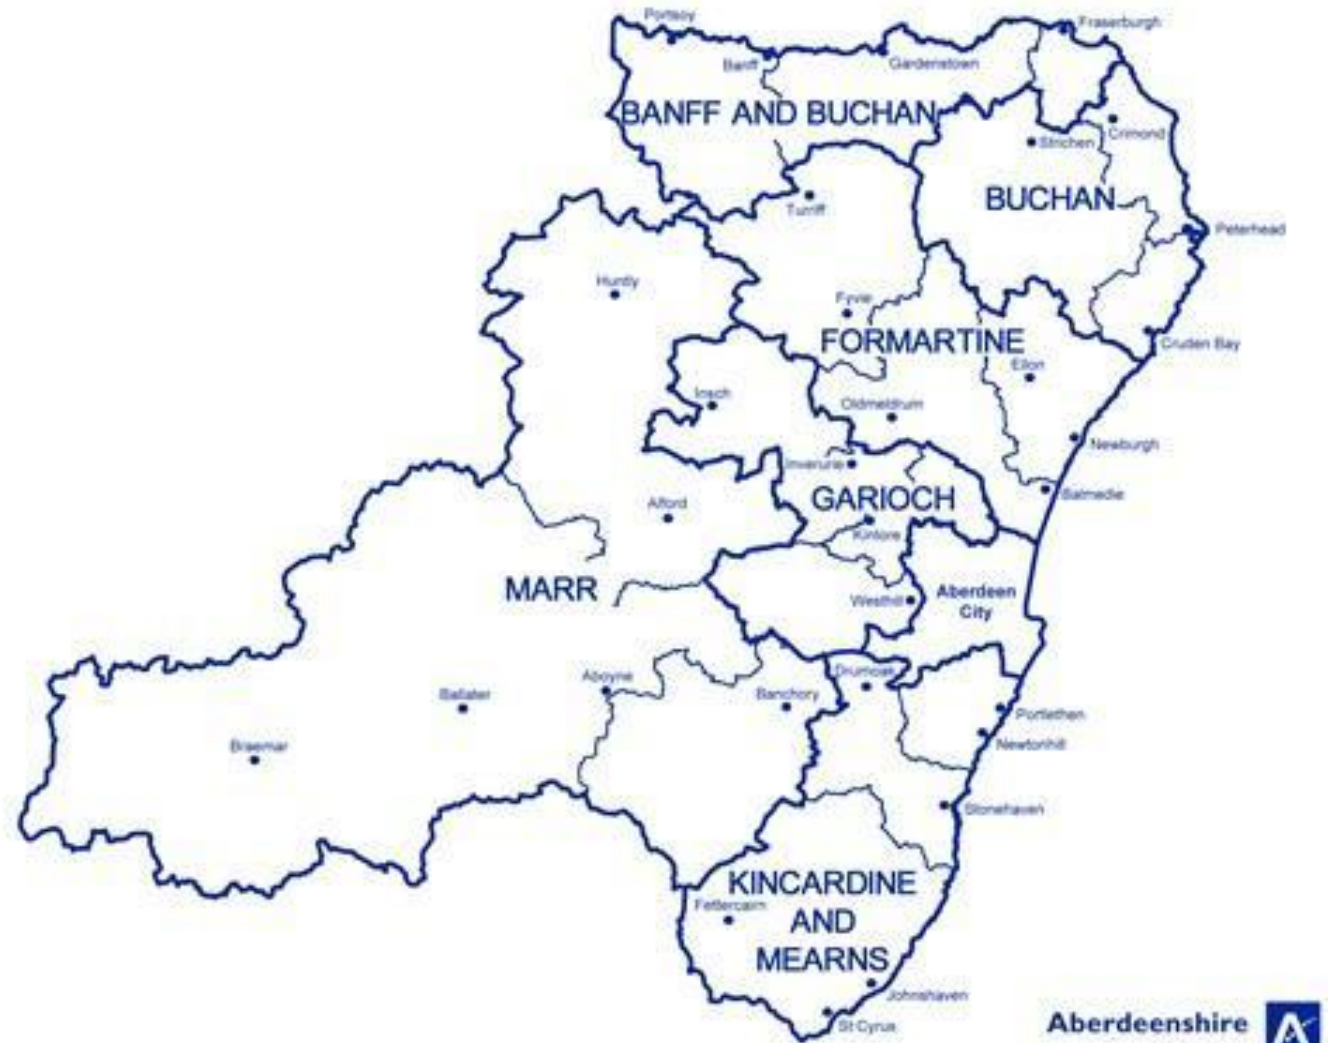 Portsoy
Fraserburgh
Banff
Gardenstown
BANFF AND BUCHAN
Crimond
Strichen
BUCHAN
Turriff
Peterhead
Huntly
Fyvie
FORMARTINE
Cruden Bay
Ellon
Insch
Oldmeldrum
Newburgh
Inverurie
GARIOCH
Balmedie
Alford
Kintore
MARR
Westhill
Aberdeen
City
Drumoak
Aboyne
Ballater
Banchory
Portlethen
Braemar
Newtonhill
Stonehaven
KINCARDINE
AND
MEARNS
Fettercairn
Johnshaven
St Cyrus
Aberdeenshire